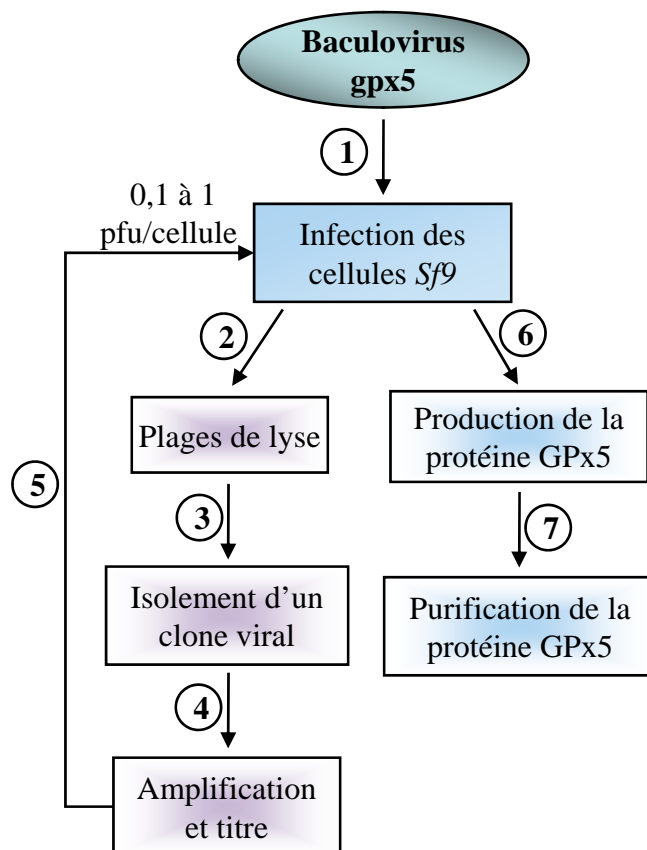 Baculovirus
gpx5
1
0,1 à 1
pfu/cellule
Infection des
cellules Sf9
2
6
Plages de lyse
Production de la
protéine GPx5
5
3
7
Isolement d’un
clone viral
Purification de la
protéine GPx5
4
Amplification
et titre